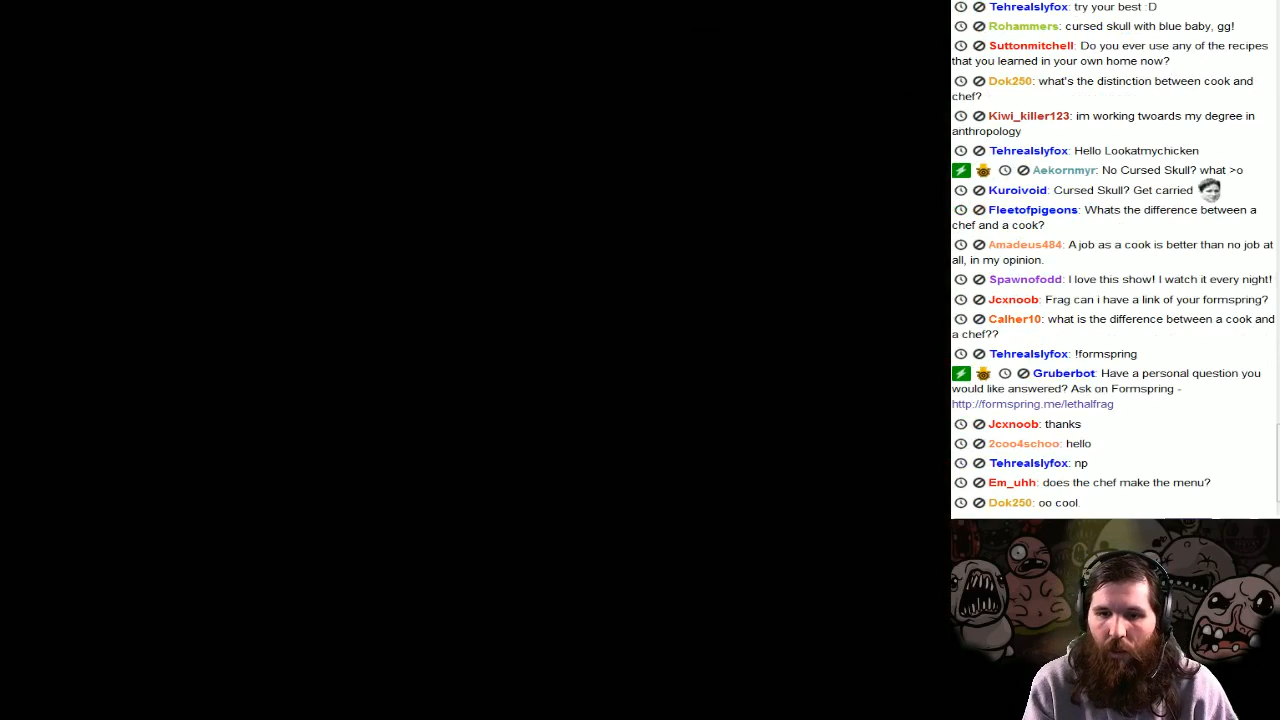 Tehrealslyfox: try your best :D
Rohammers: cursed skull with blue baby, gg!
Suttonmitchell: Do you ever use any of the recipes
that you learned in your own home now?
Dok250: what's the distinction between cook and
chef?
Kiwi_killer123: im working twoards my degree in
anthropology
Tehrealslyfox: Hello Lookatmychicken
Aekornmyr: No Cursed Skull? what >o
Kuroivoid: Cursed Skull? Get carried
Fleetofpigeons: Whats the difference between a
chef and a cook?
Amadeus484: A job as a cook is better than no job at
all, in my opinion.
Spawnofodd: I love this show! I watch it every night!
Jcxnoob: Frag can i have a link of your formspring?
Calher10: what is the difference between a cook and
a chef??
Tehrealslyfox: !formspring
Gruberbot: Have a personal question you
would like answered? Ask on Formspring -
http://formspring.me/lethalfrag
Jcxnoob: thanks
2coo4schoo: hello
Tehrealslyfox: np
Em_uhh: does the chef make the menu?
Dok250: oo cool.